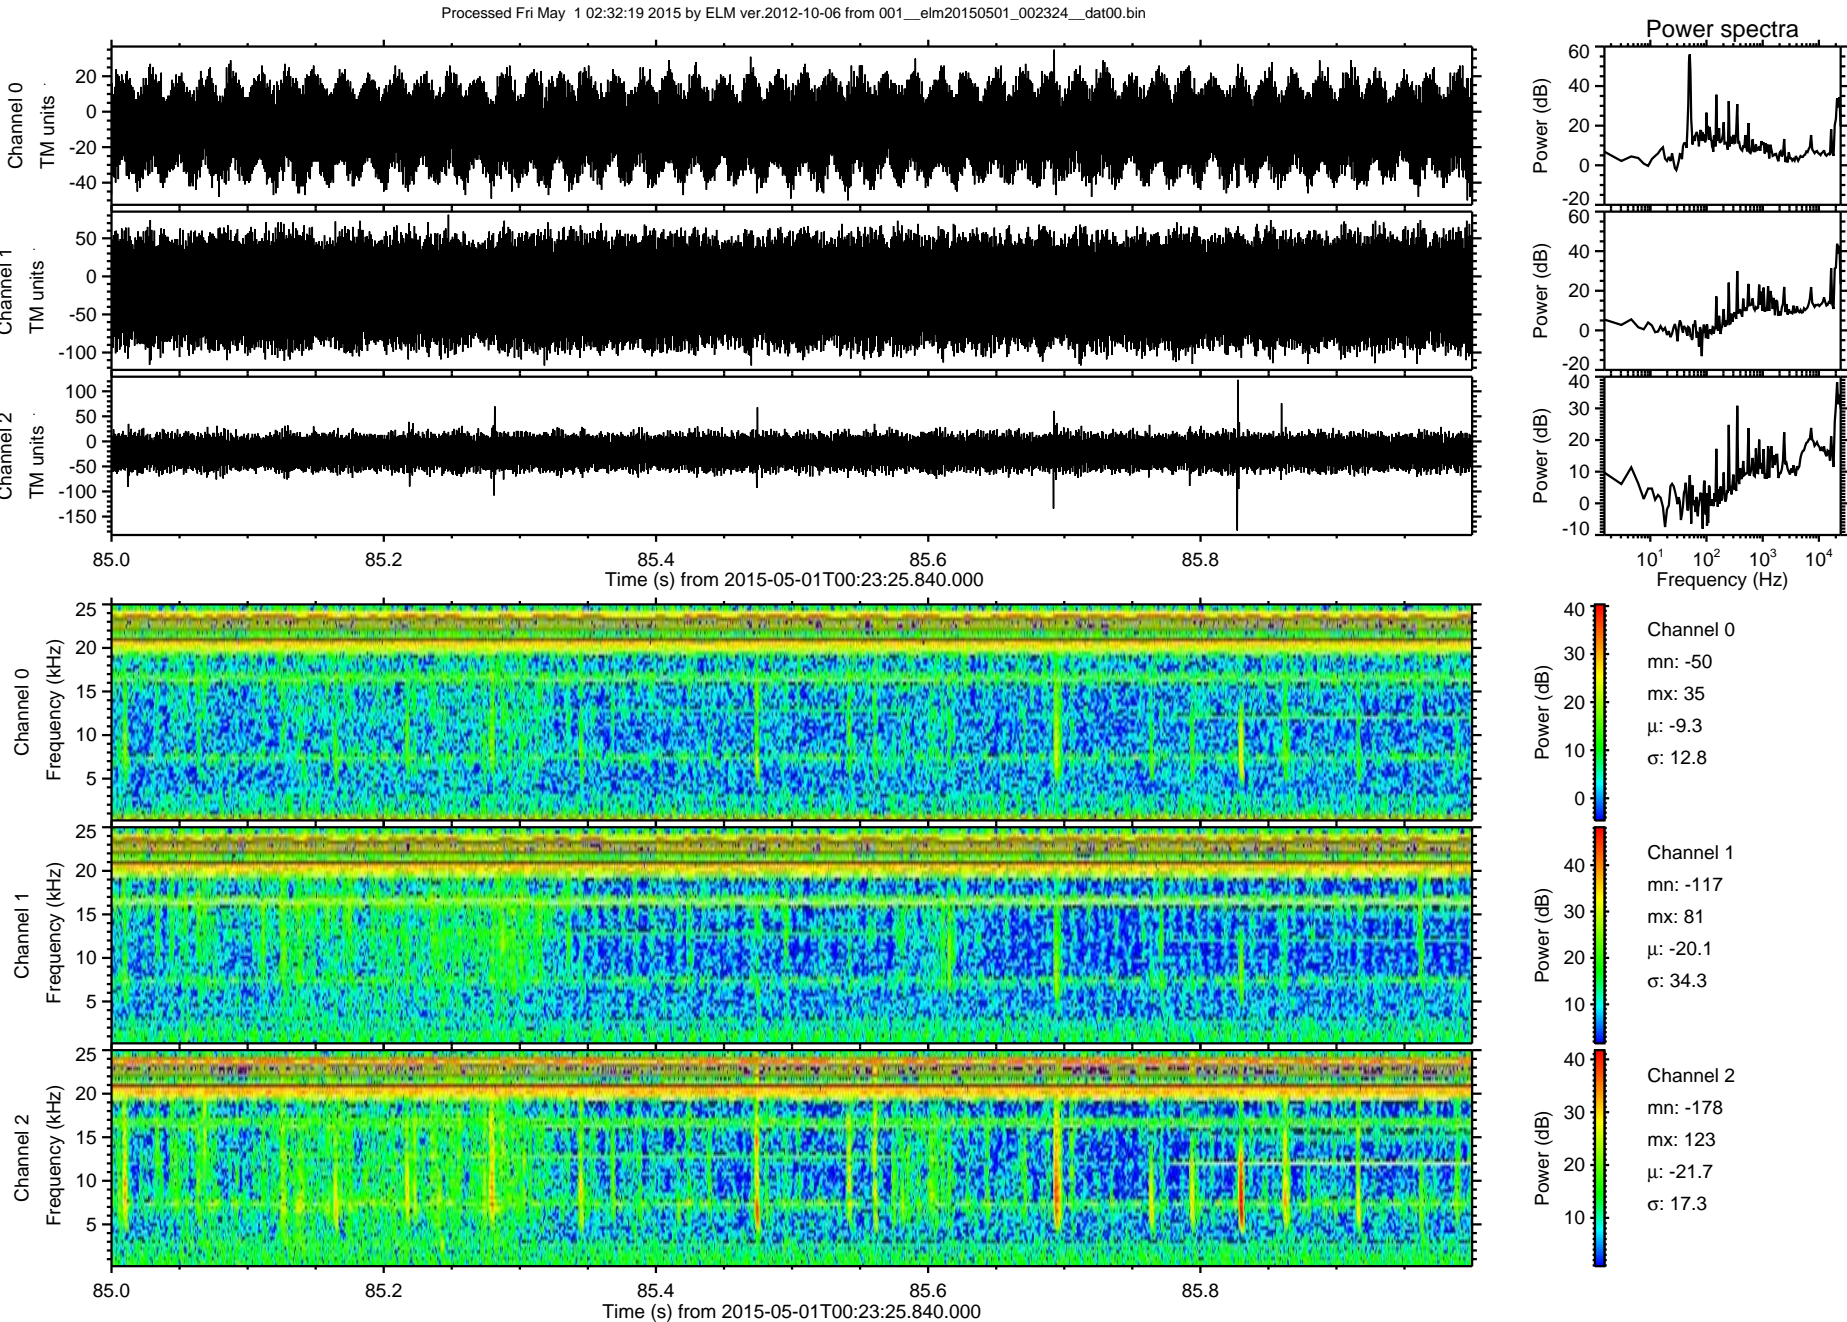 Processed Fri May  1 02:32:19 2015 by ELM ver.2012-10-06 from 001__elm20150501_002324__dat00.bin
Power spectra
Channel 0
TM units
20
0
-20
-40
Power (dB)
60
40
20
0
-20
Channel 1
TM units
50
0
-50
-100
Power (dB)
60
40
20
0
-20
Channel 2
TM units
100
50
0
-50
-100
-150
Power (dB)
40
30
20
10
0
-10
85.0 85.2 85.4 85.6 85.8
Time (s) from 2015-05-01T00:23:25.840.000
10¹ 10² 10³ 10⁴
Frequency (Hz)
Channel 0
Frequency (kHz)
25
20
15
10
5
Power (dB)
40
30
20
10
0
Channel 0
mn: -50
mx: 35
μ: -9.3
σ: 12.8
Channel 1
Frequency (kHz)
25
20
15
10
5
Power (dB)
40
30
20
10
Channel 1
mn: -117
mx: 81
μ: -20.1
σ: 34.3
Channel 2
Frequency (kHz)
25
20
15
10
5
Power (dB)
40
30
20
10
Channel 2
mn: -178
mx: 123
μ: -21.7
σ: 17.3
85.0 85.2 85.4 85.6 85.8
Time (s) from 2015-05-01T00:23:25.840.000